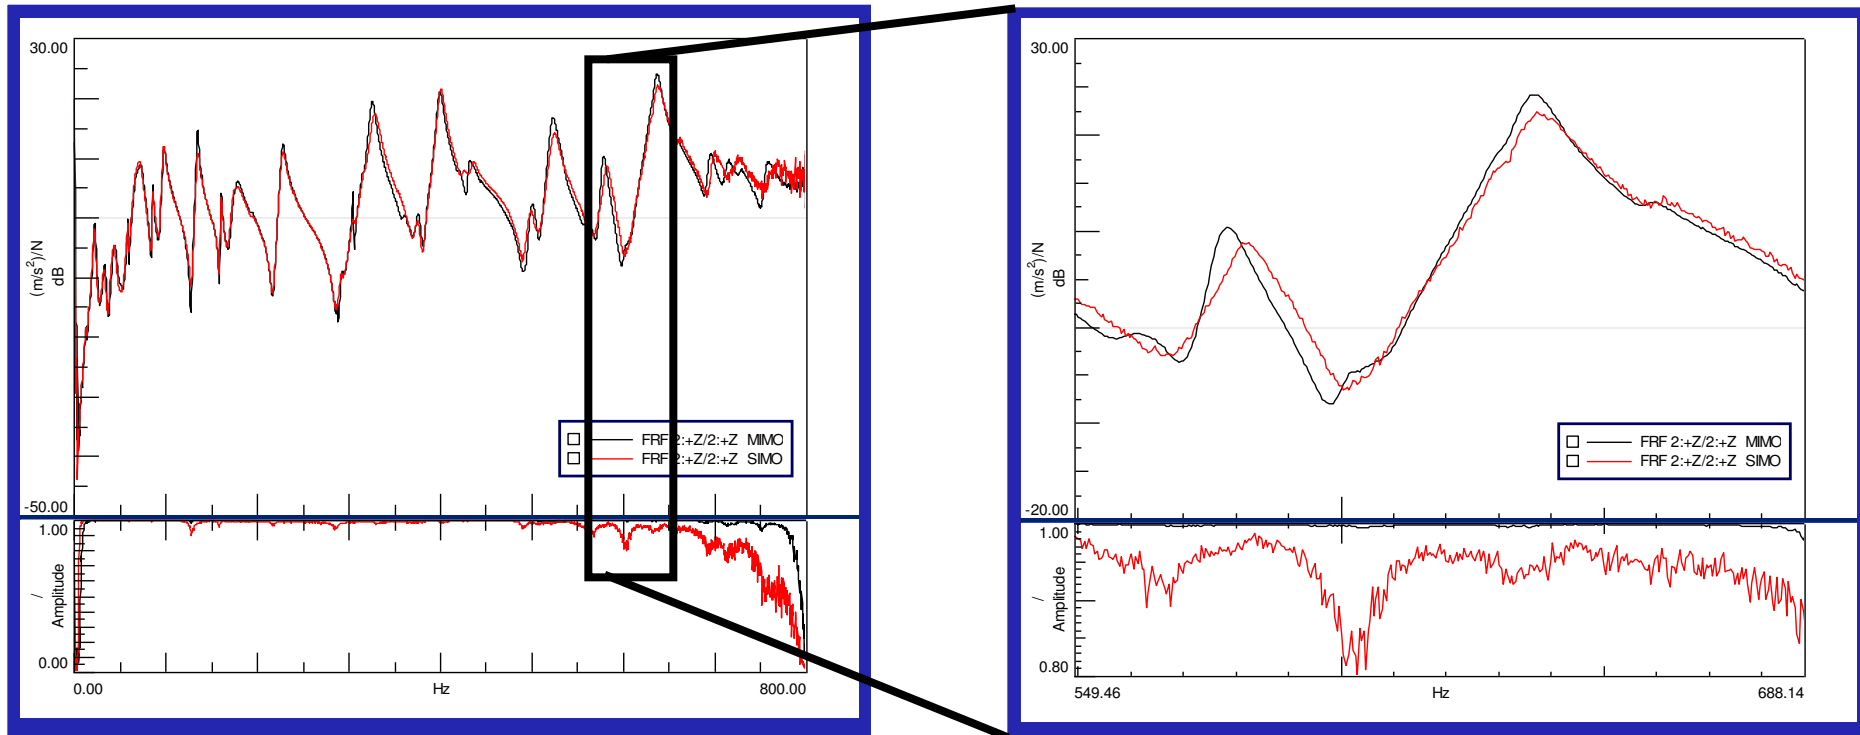 30.00
(m/s²)/N
dB
FRF 2:+Z/2:+Z MIMO
FRF 2:+Z/2:+Z SIMO
-50.00
1.00
/
Amplitude
0.00
0.00
Hz
800.00
30.00
(m/s²)/N
dB
FRF 2:+Z/2:+Z MIMO
FRF 2:+Z/2:+Z SIMO
-20.00
1.00
/
Amplitude
0.80
549.46
Hz
688.14